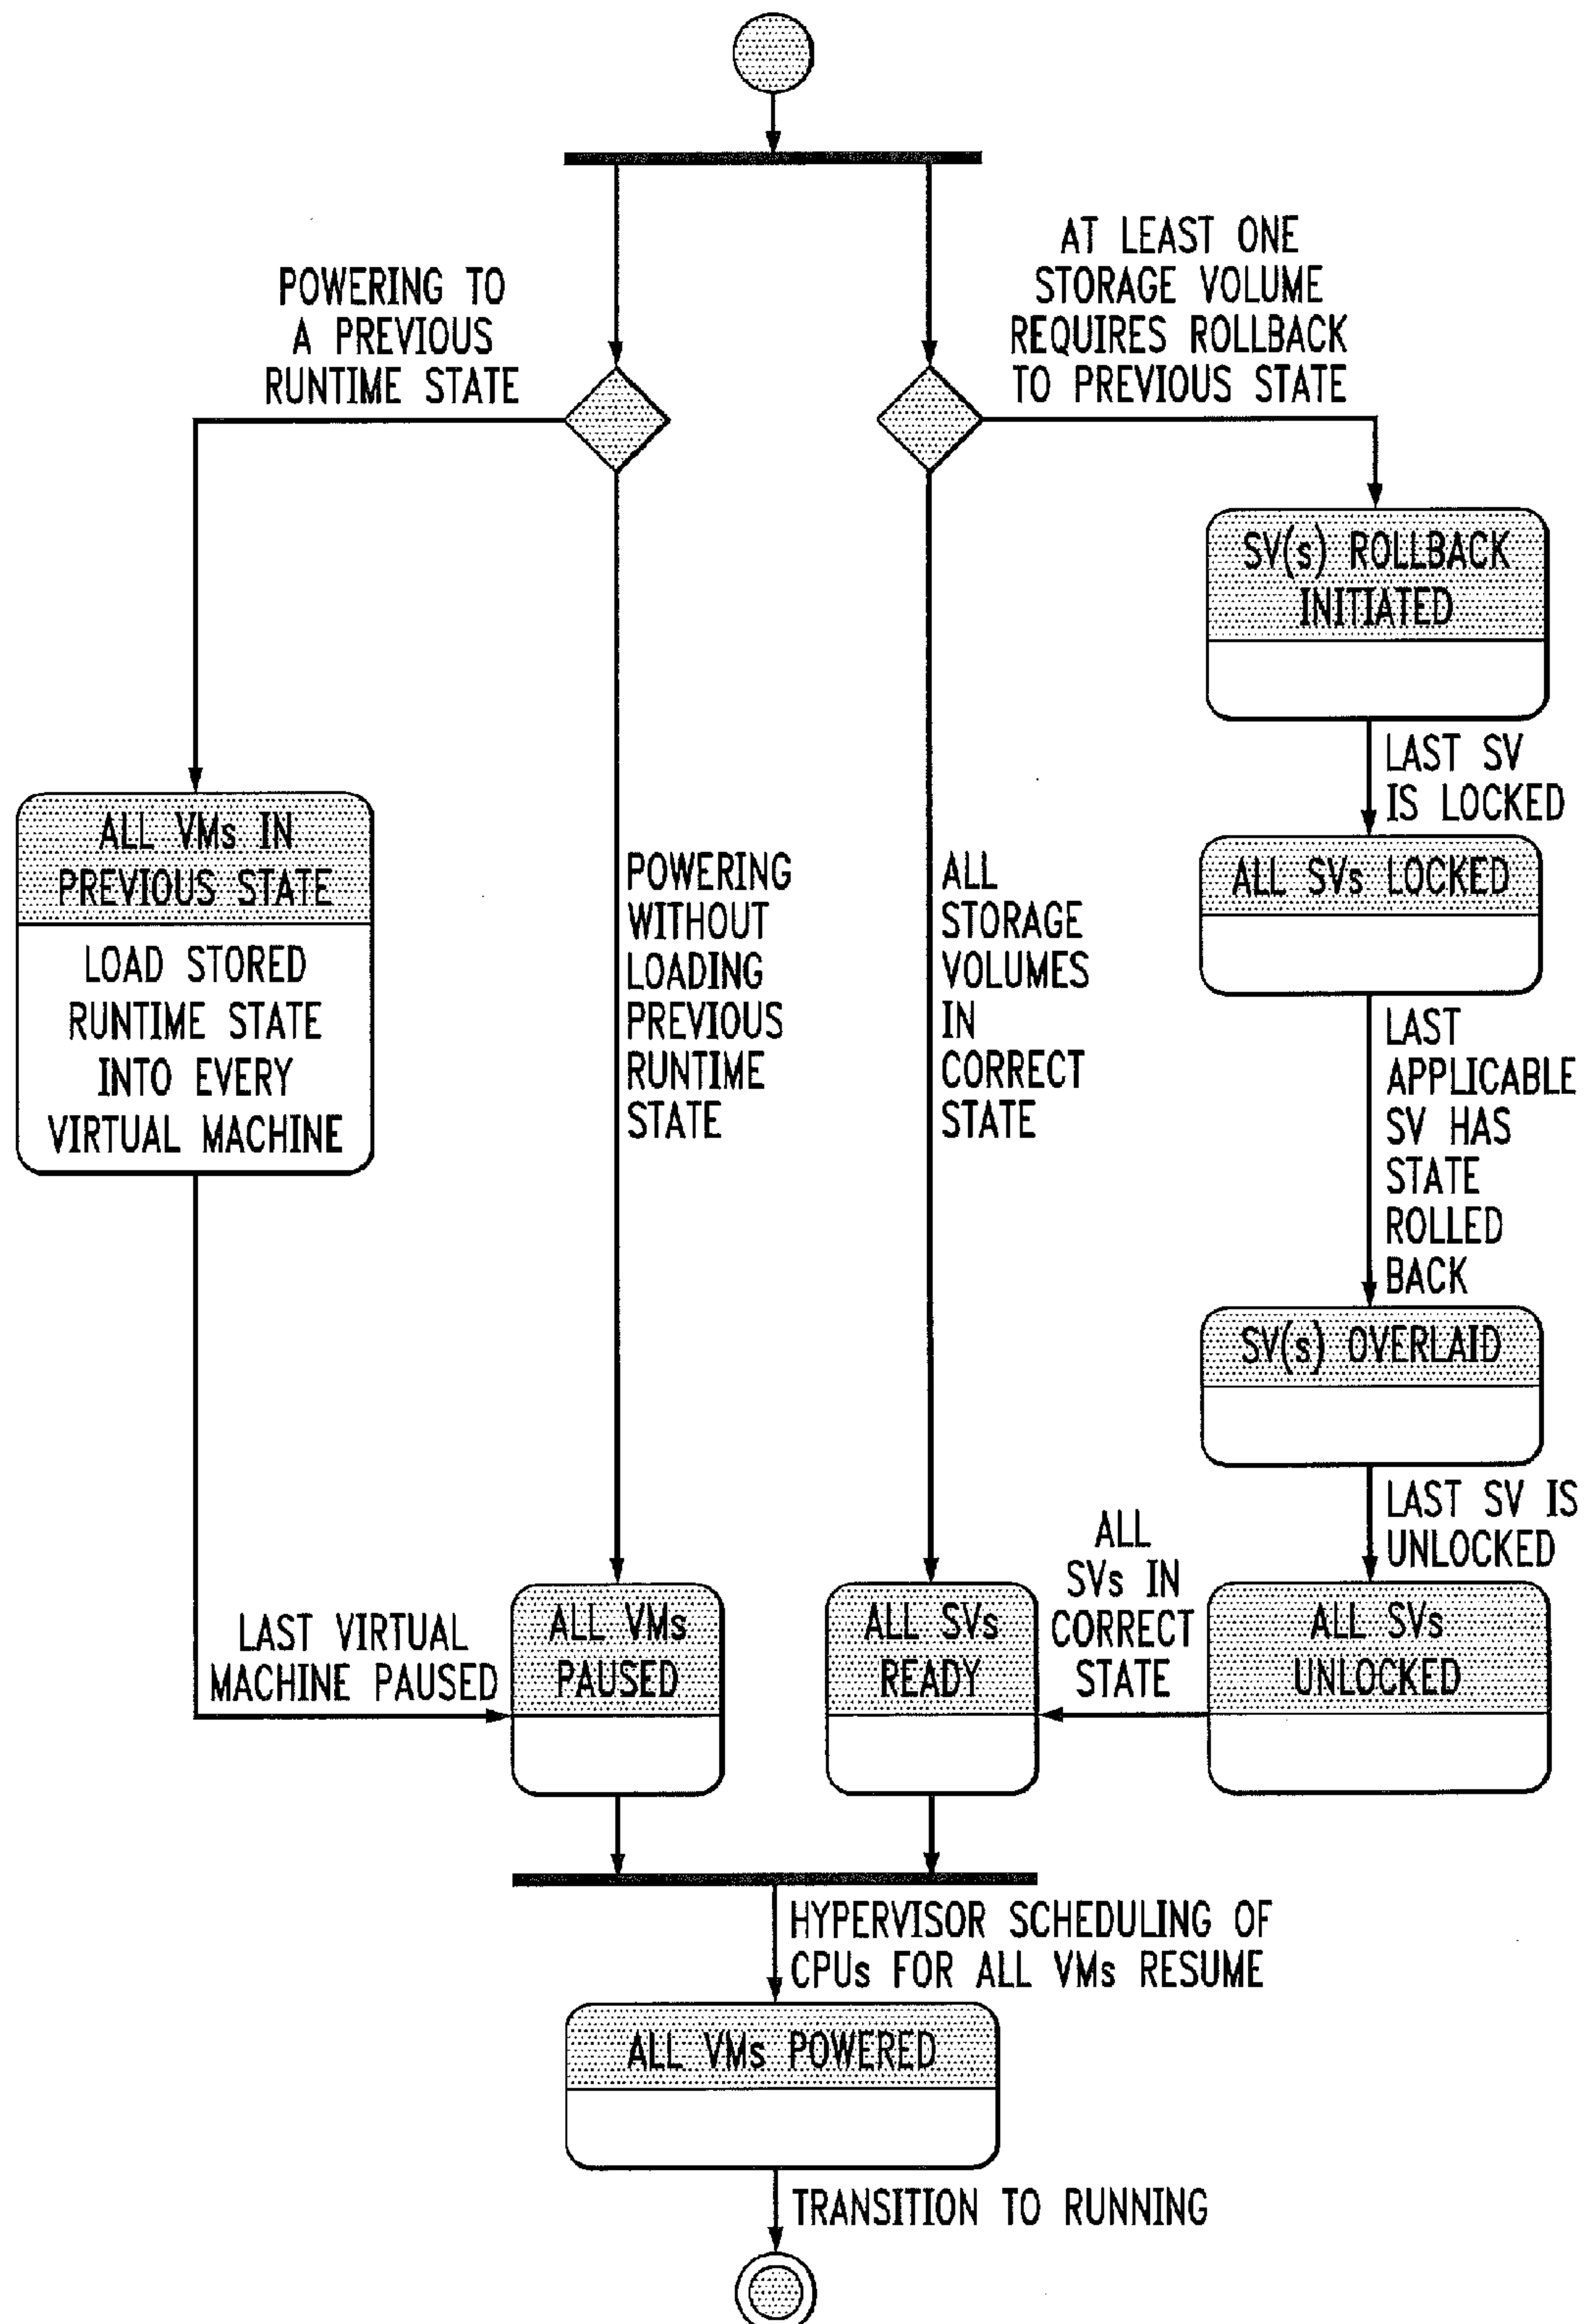 AT LEAST ONE
STORAGE VOLUME
REQUIRES ROLLBACK
TO PREVIOUS STATE
POWERING TO
A PREVIOUS
RUNTIME STATE
SV(s) ROLLBACK
INITIATED
LAST SV
IS LOCKED
ALL VMs IN
PREVIOUS STATE
LOAD STORED
RUNTIME STATE
INTO EVERY
VIRTUAL MACHINE
POWERING
WITHOUT
LOADING
PREVIOUS
RUNTIME
STATE
ALL
STORAGE
VOLUMES
IN
CORRECT
STATE
ALL SVs LOCKED
LAST
APPLICABLE
SV HAS
STATE
ROLLED
BACK
SV(s) OVERLAID
LAST SV IS
UNLOCKED
LAST VIRTUAL
MACHINE PAUSED
ALL VMs
PAUSED
ALL SVs
READY
ALL
SVs IN
CORRECT
STATE
ALL SVs
UNLOCKED
HYPERVISOR SCHEDULING OF
CPUs FOR ALL VMs RESUME
ALL VMs POWERED
TRANSITION TO RUNNING